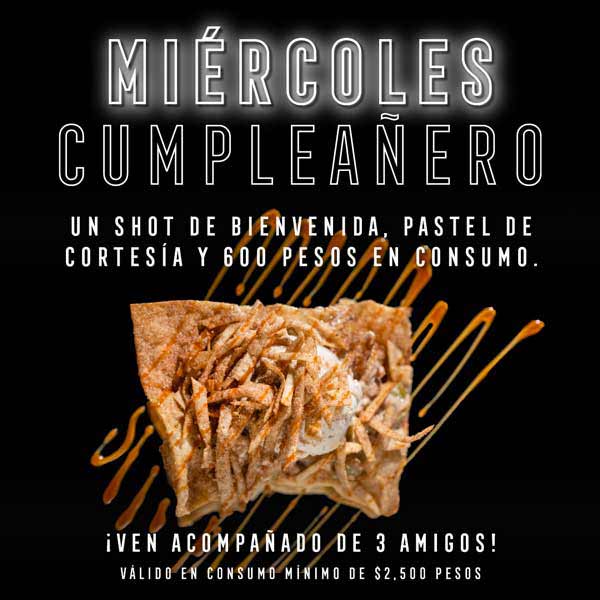 MIÉRCOLES
CUMPLEAÑERO
UN SHOT DE BIENVENIDA, PASTEL DE
CORTESÍA Y 600 PESOS EN CONSUMO.
¡VEN ACOMPAÑADO DE 3 AMIGOS!
VÁLIDO EN CONSUMO MÍNIMO DE $2,500 PESOS